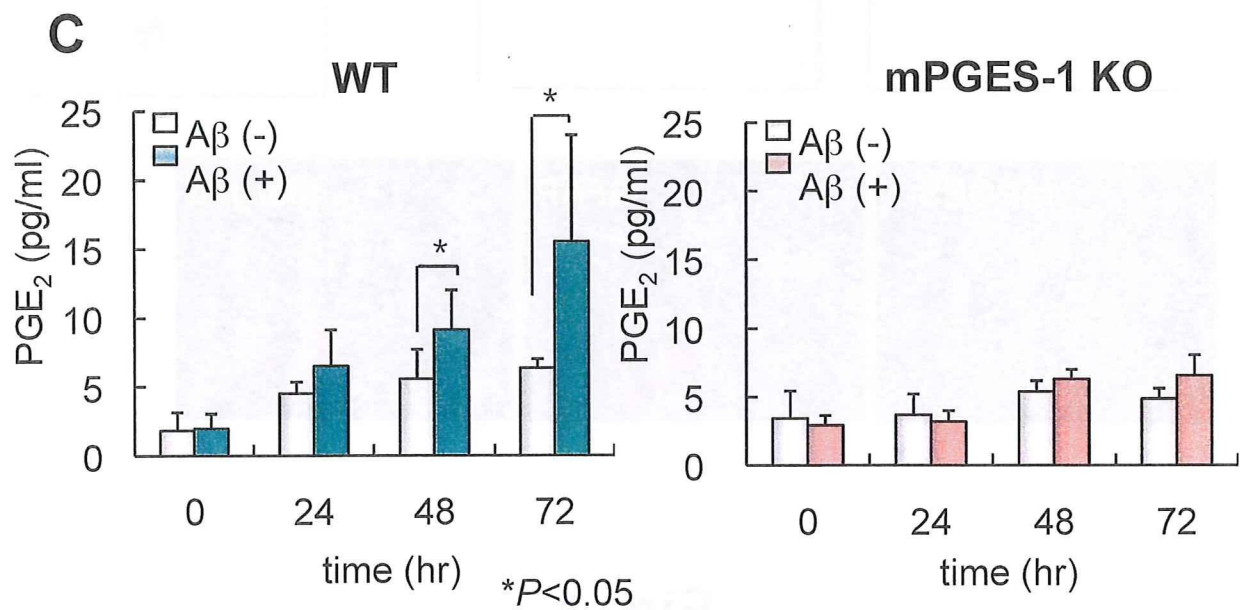 C
WT
mPGES-1 KO
PGE2 (pg/ml)
25
20
15
10
5
0
Aβ (-)
Aβ (+)
*
*
0 24 48 72
time (hr)
*P<0.05
PGE2 (pg/ml)
25
20
15
10
5
0
Aβ (-)
Aβ (+)
0 24 48 72
time (hr)